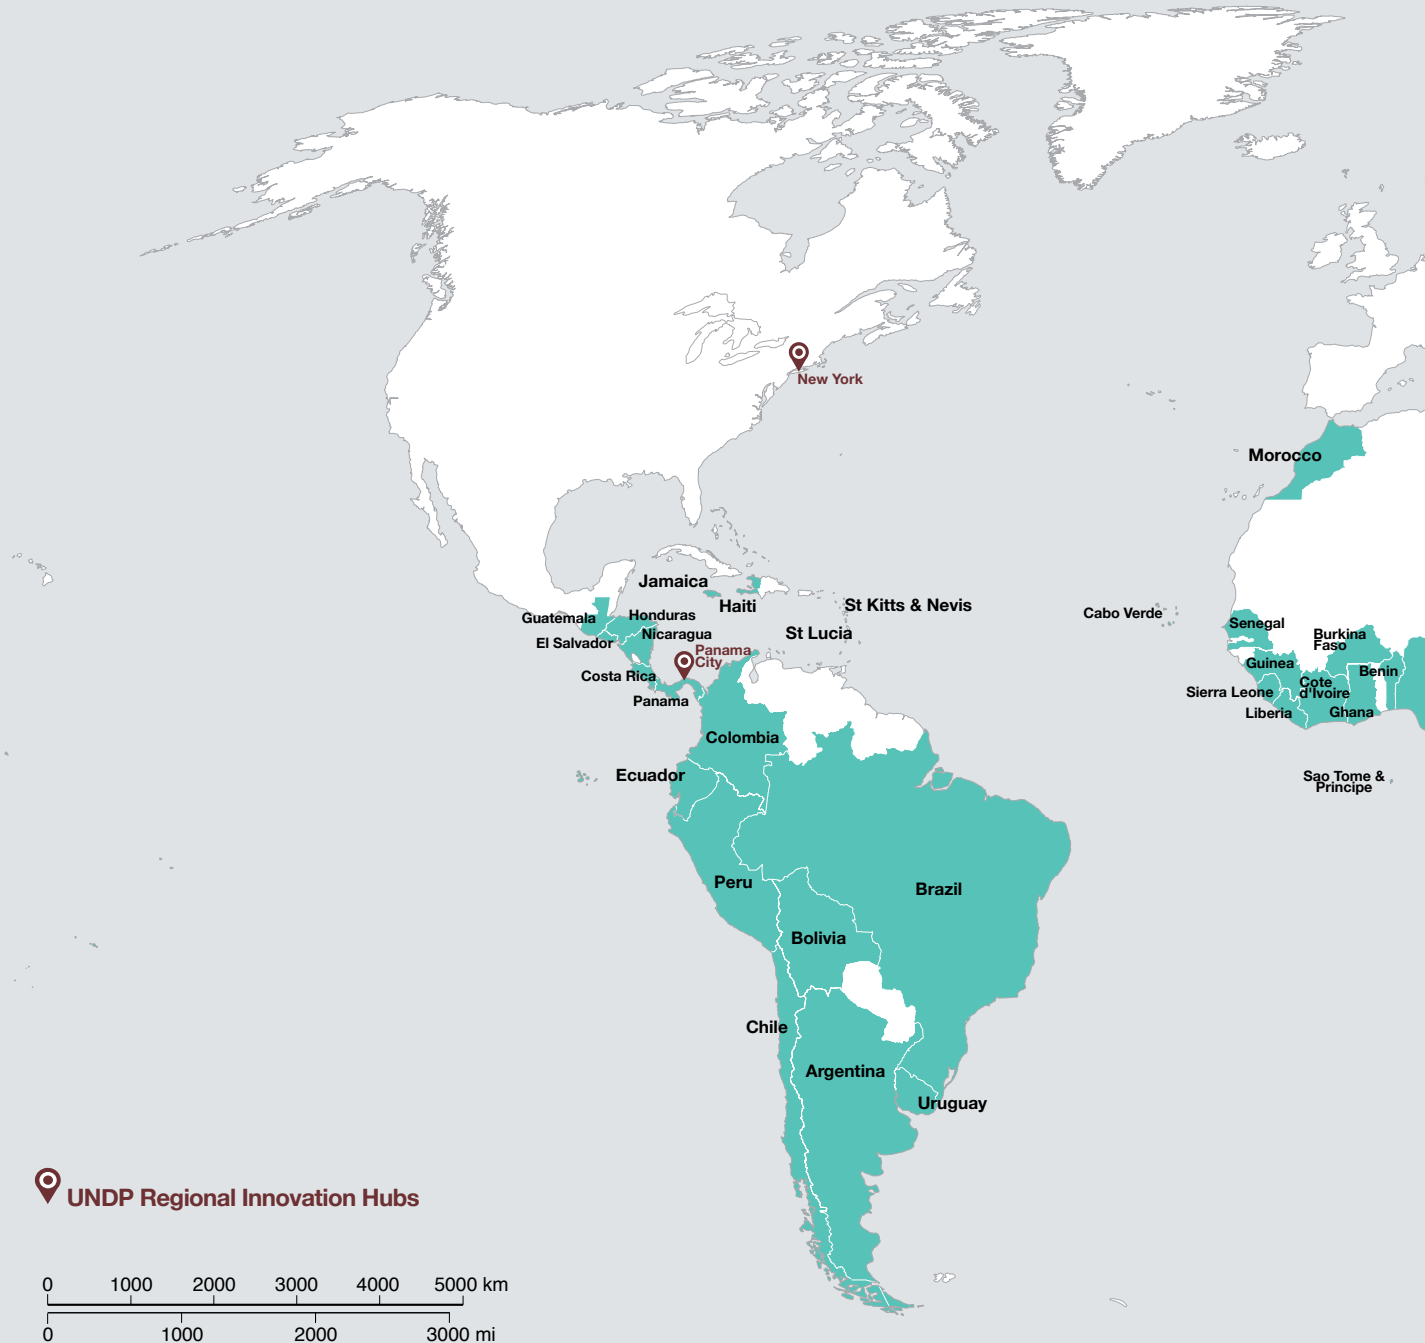 New York
Morocco
Jamaica
Haiti
St Kitts & Nevis
Cabo Verde
Guatemala
Honduras
Senegal
Nicaragua
St Lucia
Burkina
Faso
El Salvador
Panama
City
Guinea
Benin
Costa Rica
Cote
d'Ivoire
Sierra Leone
Panama
Liberia
Ghana
Colombia
Ecuador
Sao Tome &
Principe
Peru
Brazil
Bolivia
Chile
Argentina
Uruguay
UNDP Regional Innovation Hubs
0 1000 2000 3000 4000 5000 km
0 1000 2000 3000 mi